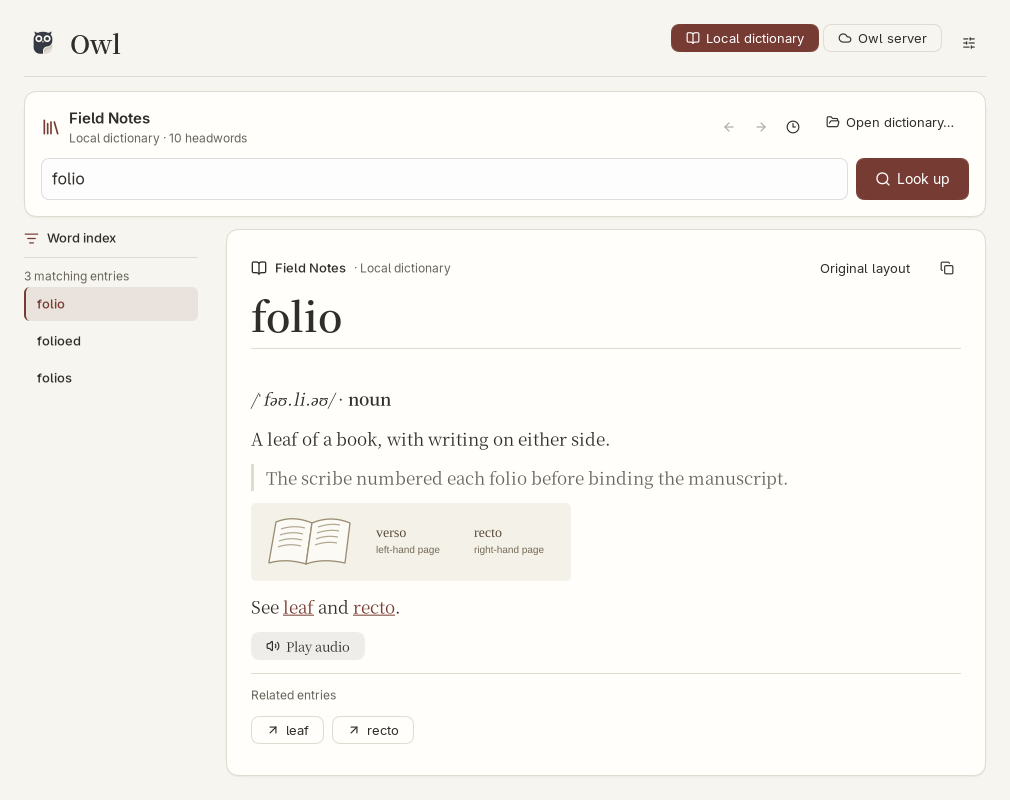 Owl
Local dictionary
Owl server
Field Notes
Local dictionary · 10 headwords
Open dictionary...
folio
Look up
Word index
3 matching entries
folio
folioed
folios
Field Notes · Local dictionary
Original layout
folio
/ˈfəʊ.li.əʊ/ · noun
A leaf of a book, with writing on either side.
The scribe numbered each folio before binding the manuscript.
verso
left-hand page
recto
right-hand page
See leaf and recto.
Play audio
Related entries
leaf
recto